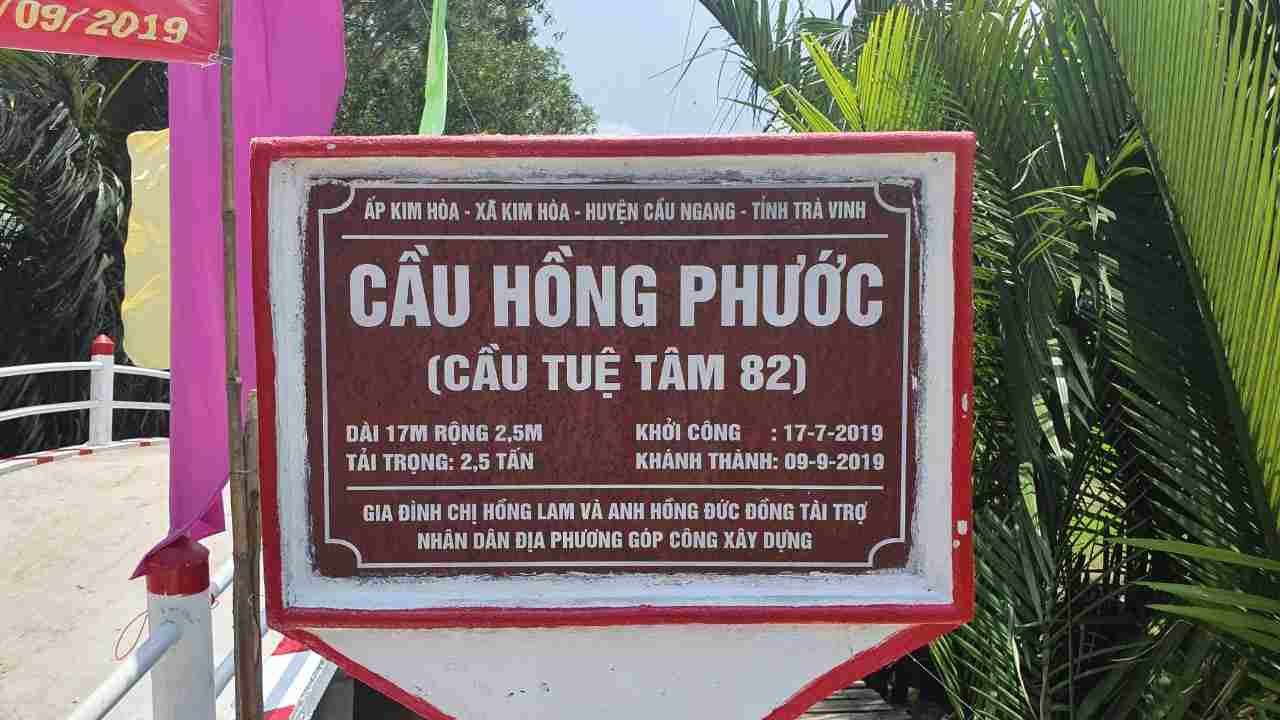 /09/2019
ẤP KIM HÒA - XÃ KIM HÒA - HUYỆN CẦU NGANG - TỈNH TRÀ VINH
CẦU HỒNG PHƯỚC
(CẦU TUỆ TÂM 82)
DÀI 17M RỘNG 2,5M
TẢI TRỌNG: 2,5 TẤN
KHỞI CÔNG : 17-7-2019
KHÁNH THÀNH: 09-9-2019
GIA ĐÌNH CHỊ HỒNG LAM VÀ ANH HỒNG ĐỨC ĐỒNG TÀI TRỢ
NHÂN DÂN ĐỊA PHƯƠNG GÓP CÔNG XÂY DỰNG